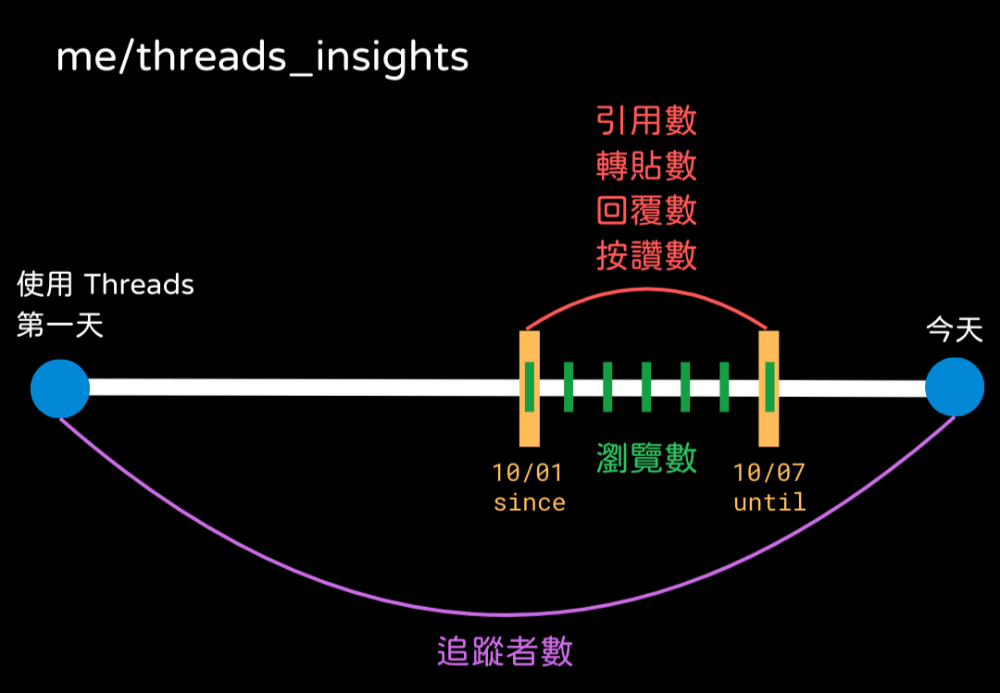 me/threads_insights
引用數
轉貼數
回覆數
按讚數
使用 Threads
第一天
今天
瀏覽數
10/01
since
10/07
until
追蹤者數